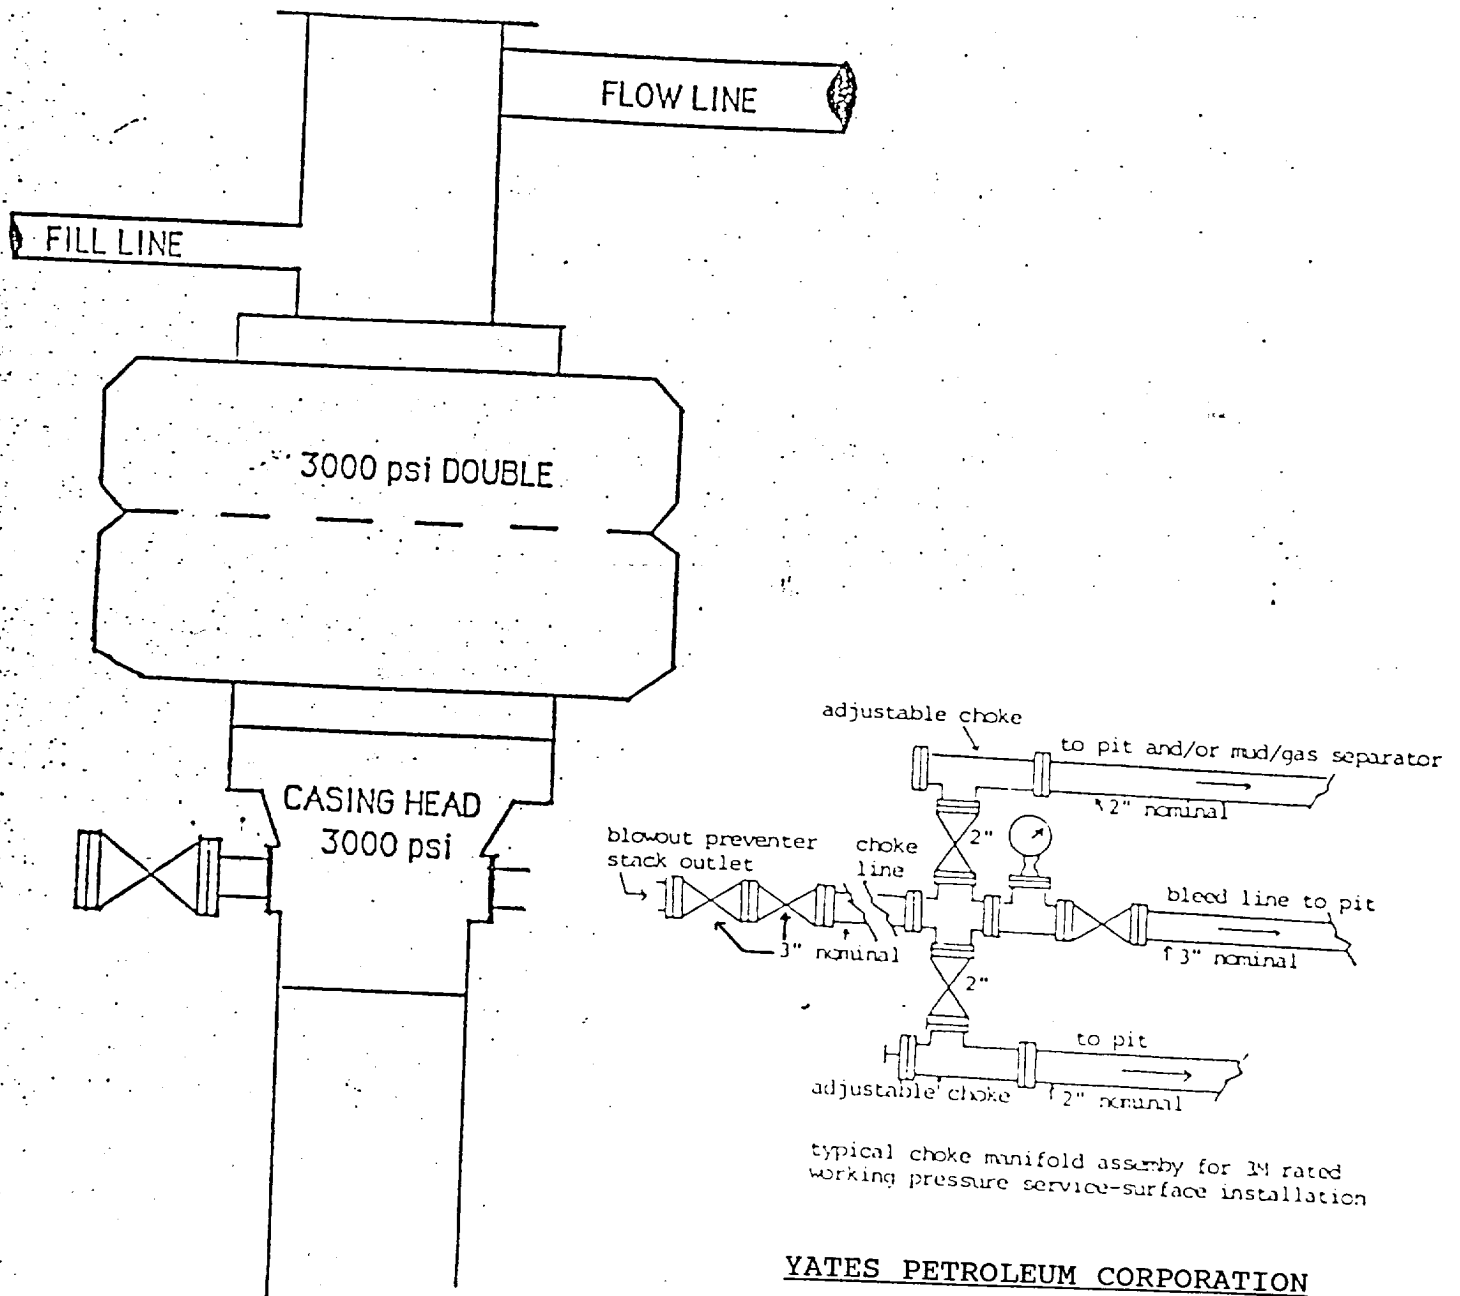 FLOW LINE
FILL LINE
3000 psi DOUBLE
CASING HEAD
3000 psi
adjustable choke
to pit and/or mud/gas separator
2" nominal
2"
blowout preventer
stack outlet
choke
line
bleed line to pit
3" nominal
3" nominal
2"
to pit
adjustable choke
2" nominal
typical choke manifold assemby for 3M rated
working pressure service-surface installation
YATES PETROLEUM CORPORATION